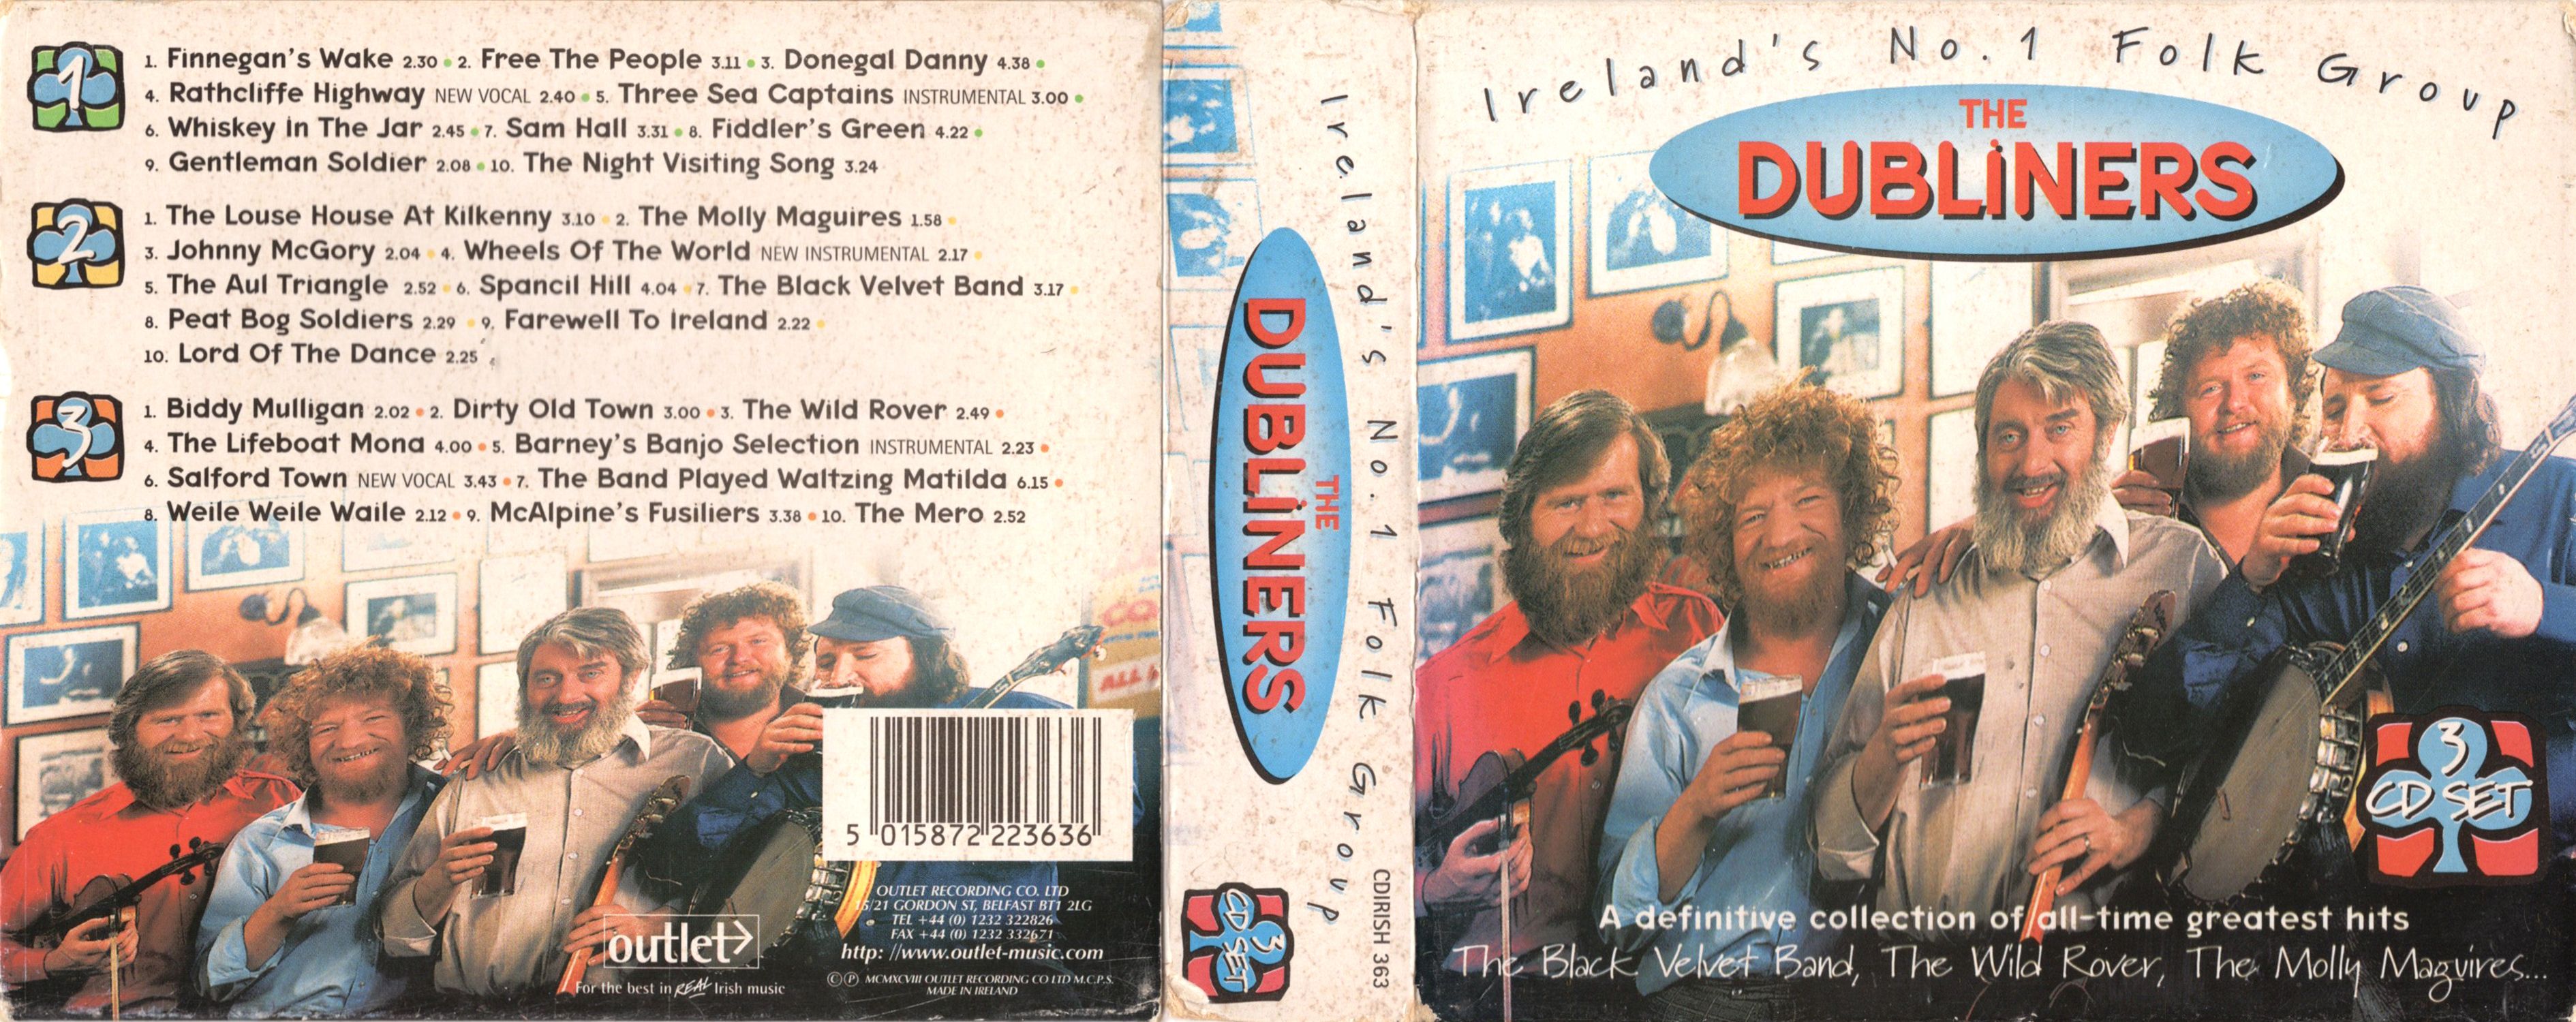 1
1. Finnegan's Wake 2.30 • 2. Free The People 3.11 • 3. Donegal Danny 4.38 •
4. Rathcliffe Highway NEW VOCAL 2.40 • 5. Three Sea Captains INSTRUMENTAL 3.00 •
6. Whiskey in The Jar 2.45 • 7. Sam Hall 3.31 • 8. Fiddler's Green 4.22 •
9. Gentleman Soldier 2.08 • 10. The Night Visiting Song 3.24
2
1. The Louse House At Kilkenny 3.10 • 2. The Molly Maguires 1.58 •
3. Johnny McGory 2.04 • 4. Wheels Of The World NEW INSTRUMENTAL 2.17 •
5. The Aul Triangle 2.52 • 6. Spancil Hill 4.04 • 7. The Black Velvet Band 3.17 •
8. Peat Bog Soldiers 2.29 • 9. Farewell To ireland 2.22 •
10. Lord Of The Dance 2.25
3
1. Biddy Mulligan 2.02 • 2. Dirty Old Town 3.00 • 3. The Wild Rover 2.49 •
4. The Lifeboat Mona 4.00 • 5. Barney's Banjo Selection INSTRUMENTAL 2.23 •
6. Salford Town NEW VOCAL 3.43 • 7. The Band Played Waltzing Matilda 6.15 •
8. Weile Weile Waile 2.12 • 9. McAlpine's Fusiliers 3.38 • 10. The Mero 2.52
5 015872 223636
OUTLET RECORDING CO. LTD
15/21 GORDON ST, BELFAST BT1 2LG
TEL +44 (0) 1232 322826
FAX +44 (0) 1232 332671
http: //www.outlet-music.com
©Ⓟ MCMXCVIII OUTLET RECORDING CO LTD M.C.P.S.
MADE IN IRELAND
outlet
For the best in REAL Irish music
Ireland's No. 1 Folk Group
THE
DUBLiNERS
3
CD SET
CDIRISH 363
Ireland's No. 1 Folk Group
THE
DUBLiNERS
3
CD SET
A definitive collection of all-time greatest hits
The Black Velvet Band, The Wild Rover, The Molly Maguires...